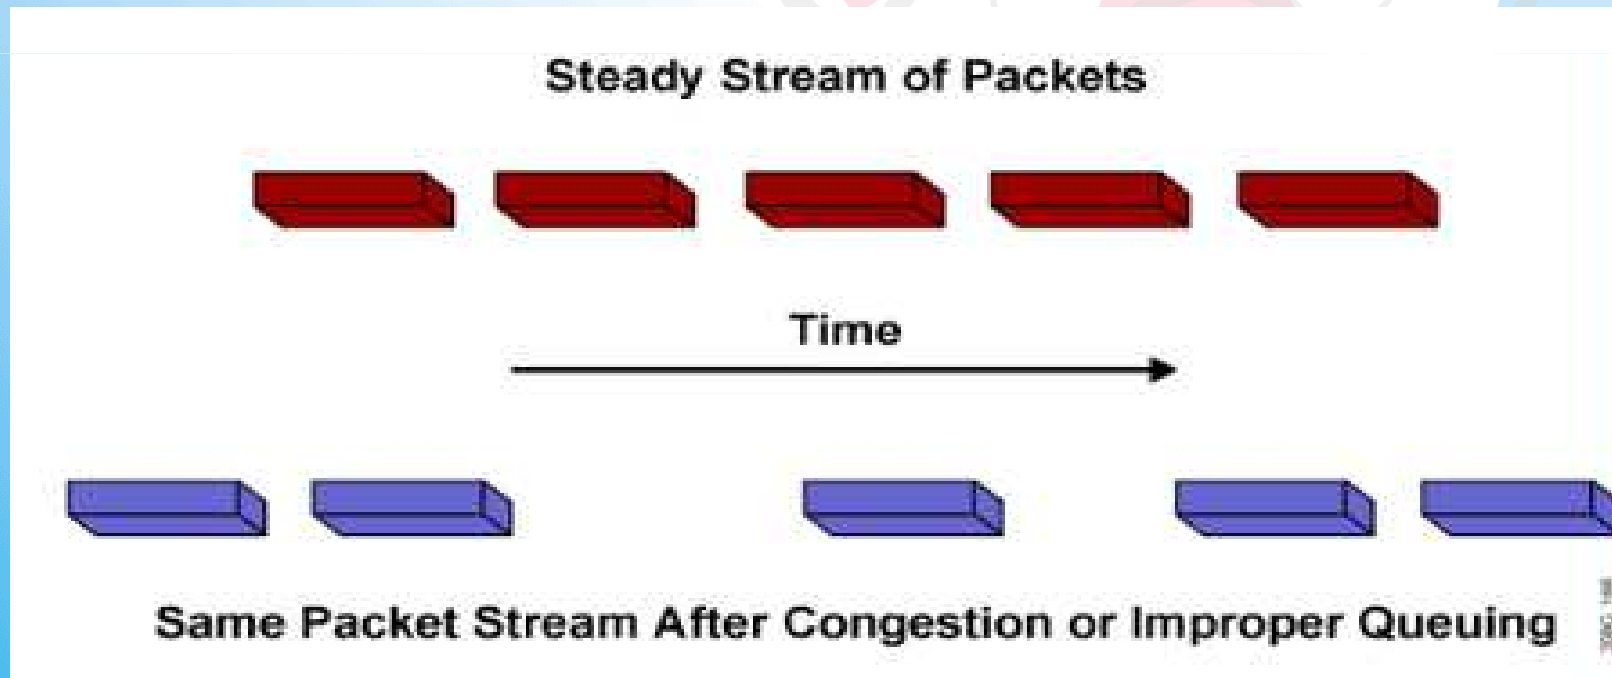 Steady Stream of Packets
Time
Same Packet Stream After Congestion or Improper Queuing